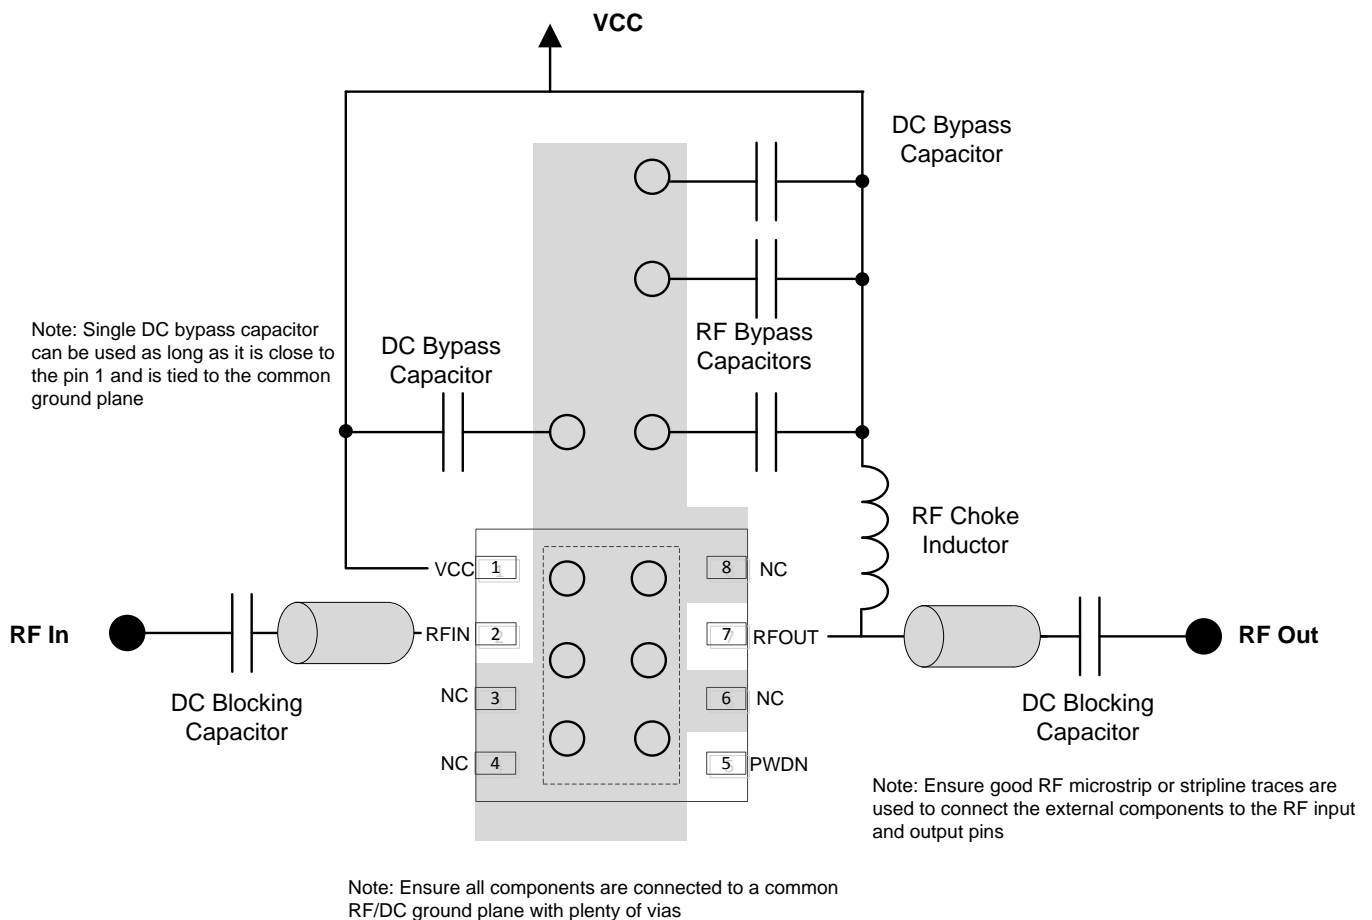 VCC
DC Bypass
Capacitor
Note: Single DC bypass capacitor
can be used as long as it is close to
the pin 1 and is tied to the common
ground plane
DC Bypass
Capacitor
RF Bypass
Capacitors
RF Choke
Inductor
VCC 1
8 NC
RF In
RFIN 2
7 RFOUT
RF Out
NC 3
6 NC
DC Blocking
Capacitor
DC Blocking
Capacitor
NC 4
5 PWDN
Note: Ensure good RF microstrip or stripline traces are
used to connect the external components to the RF input
and output pins
Note: Ensure all components are connected to a common
RF/DC ground plane with plenty of vias